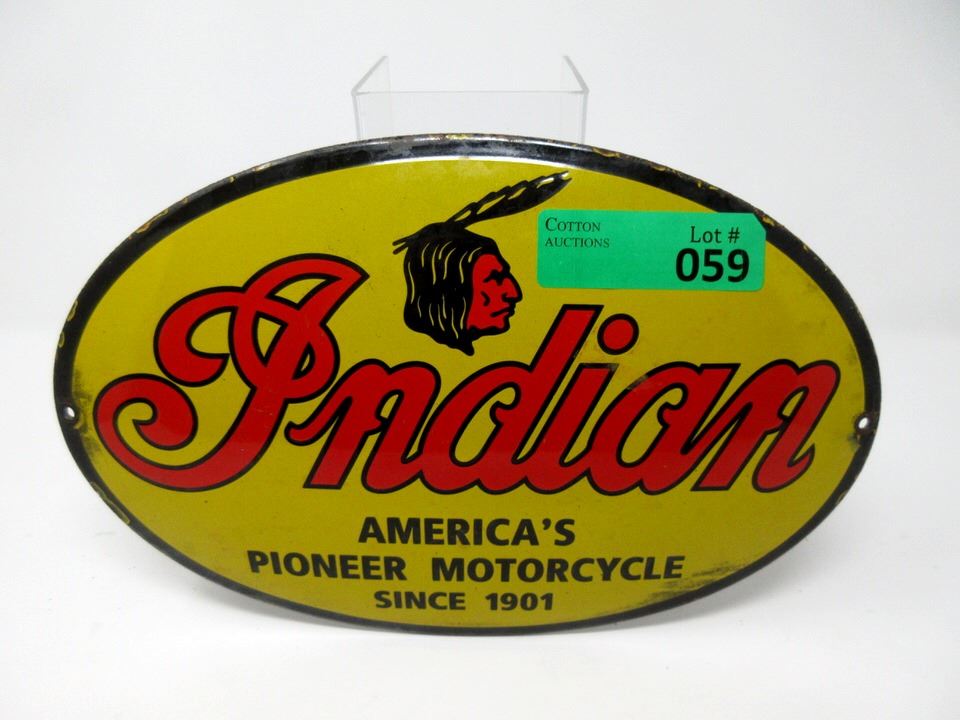 COTTON
AUCTIONS
Lot #
059
Indian
AMERICA'S
PIONEER MOTORCYCLE
SINCE 1901